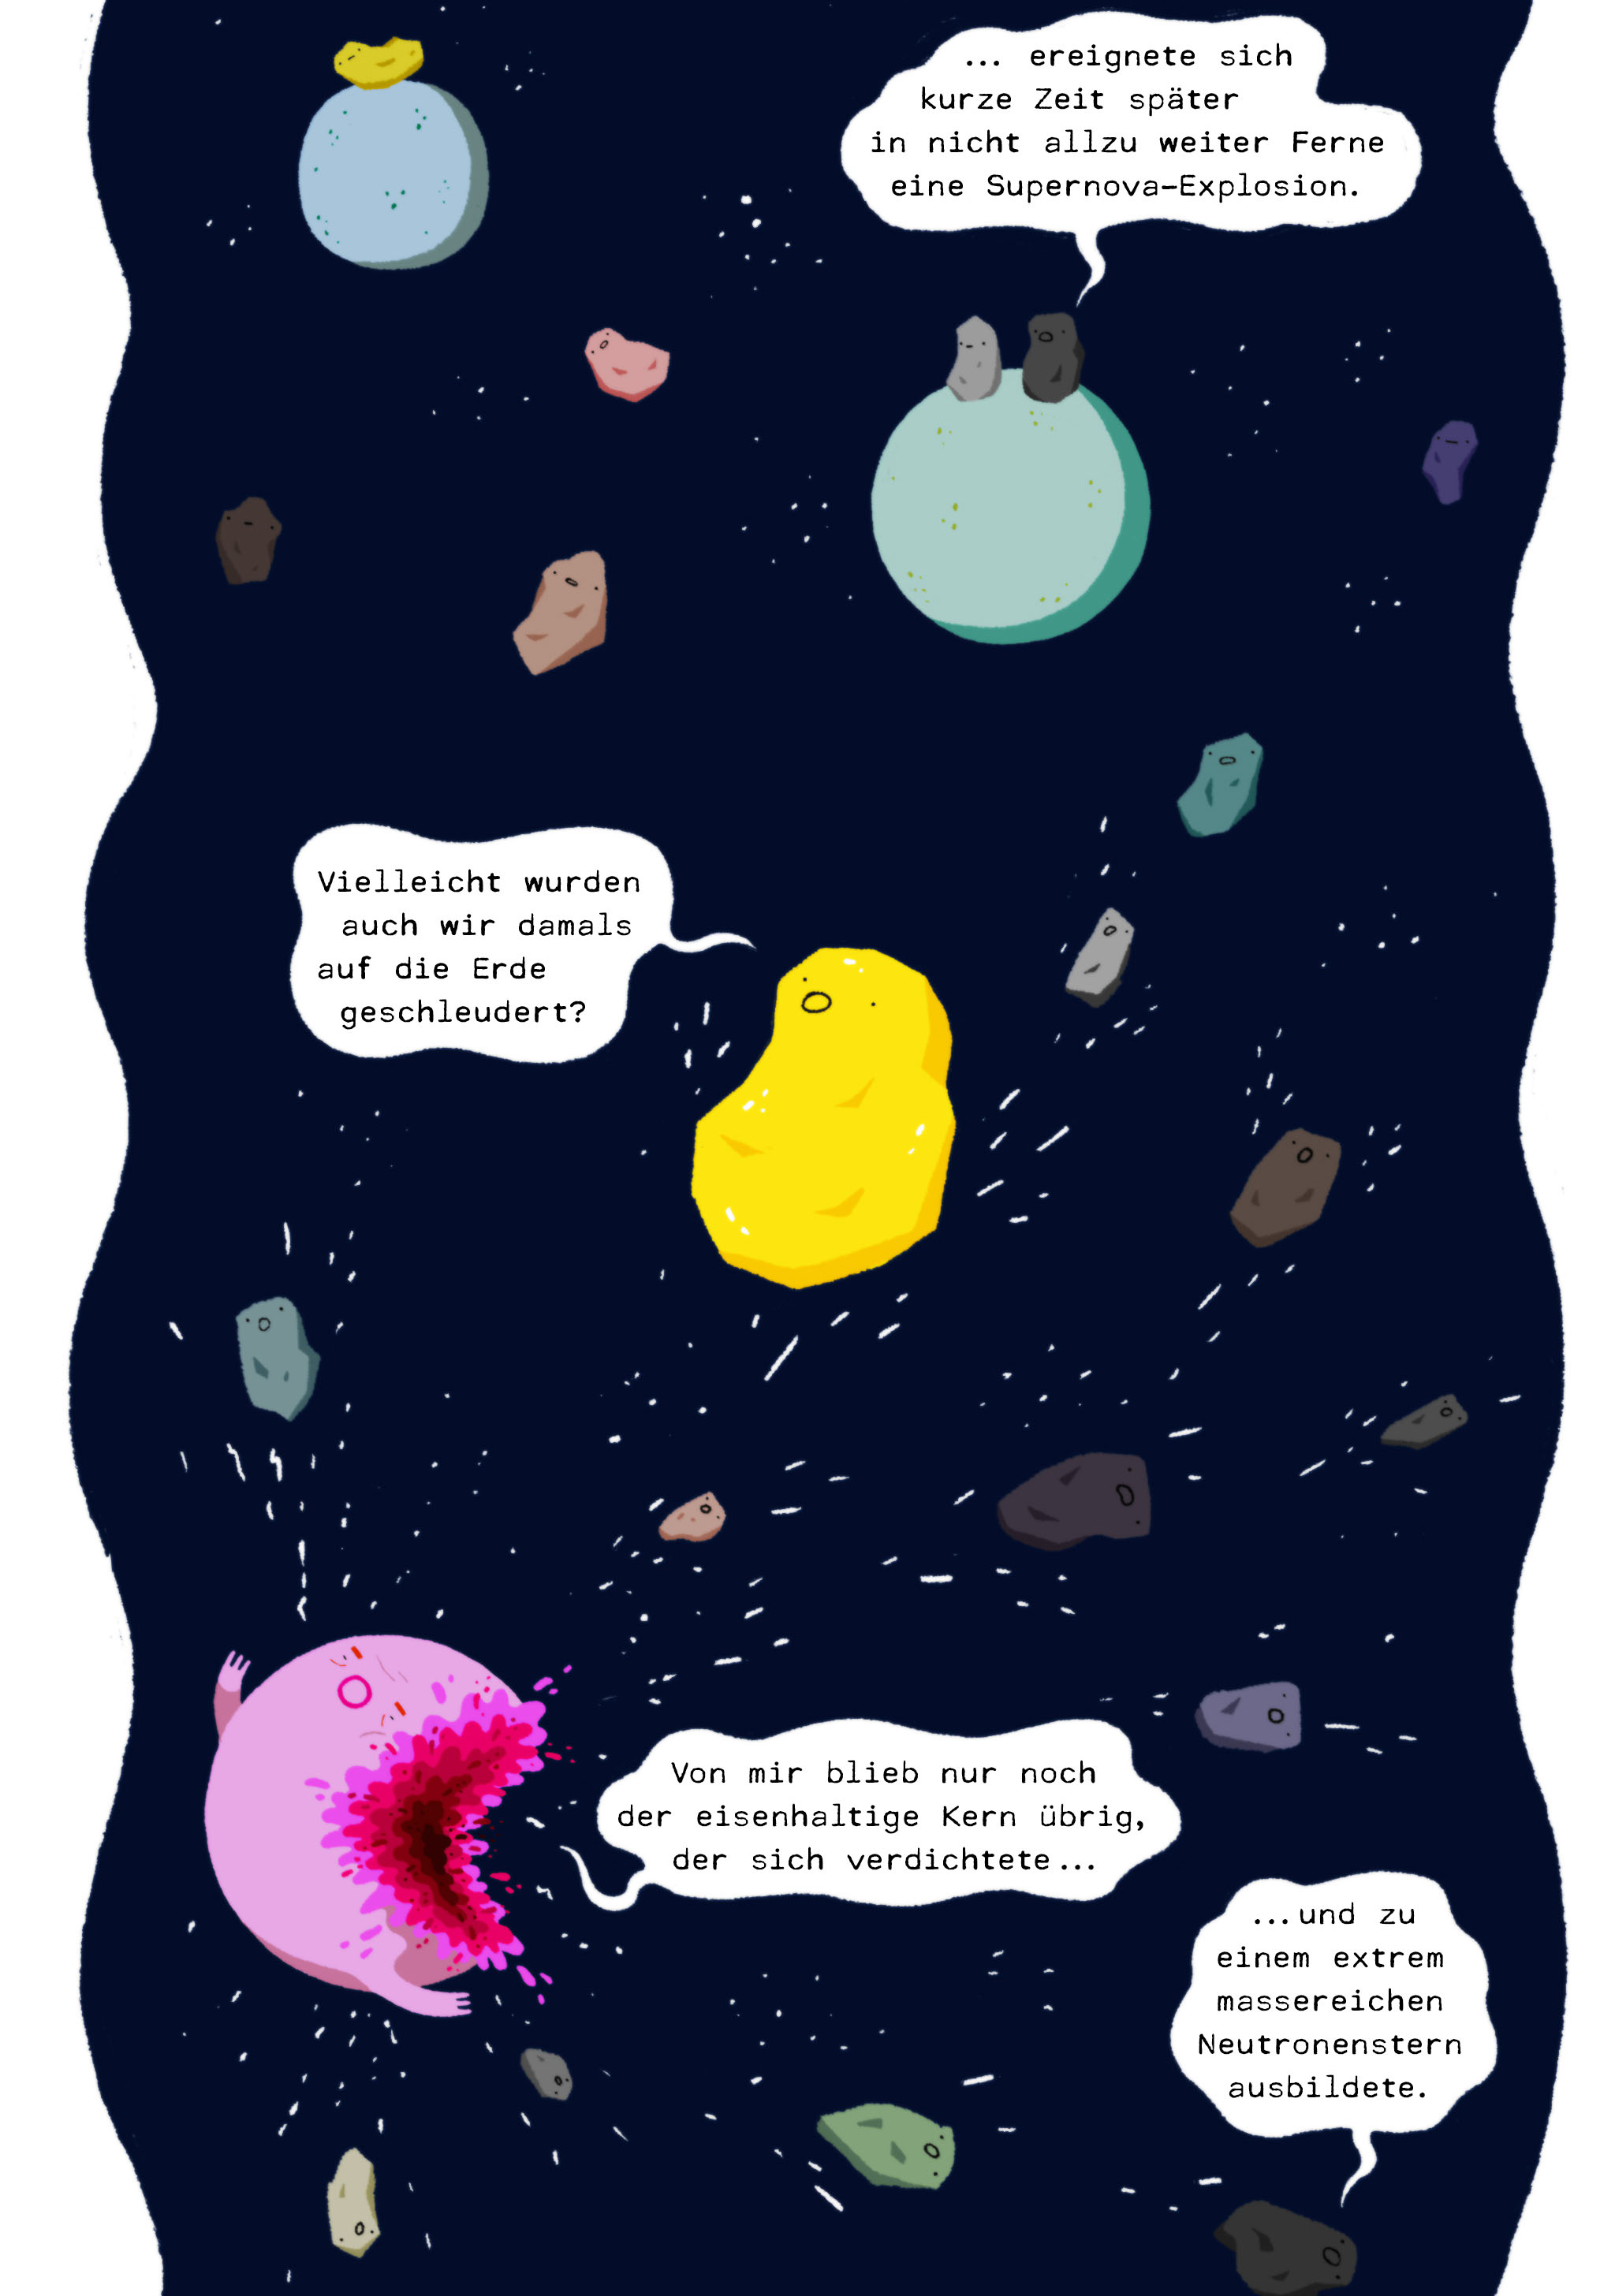 ... ereignete sich
kurze Zeit später
in nicht allzu weiter Ferne
eine Supernova-Explosion.
Vielleicht wurden
auch wir damals
auf die Erde
geschleudert?
Von mir blieb nur noch
der eisenhaltige Kern übrig,
der sich verdichtete...
...und zu
einem extrem
massereichen
Neutronenstern
ausbildete.